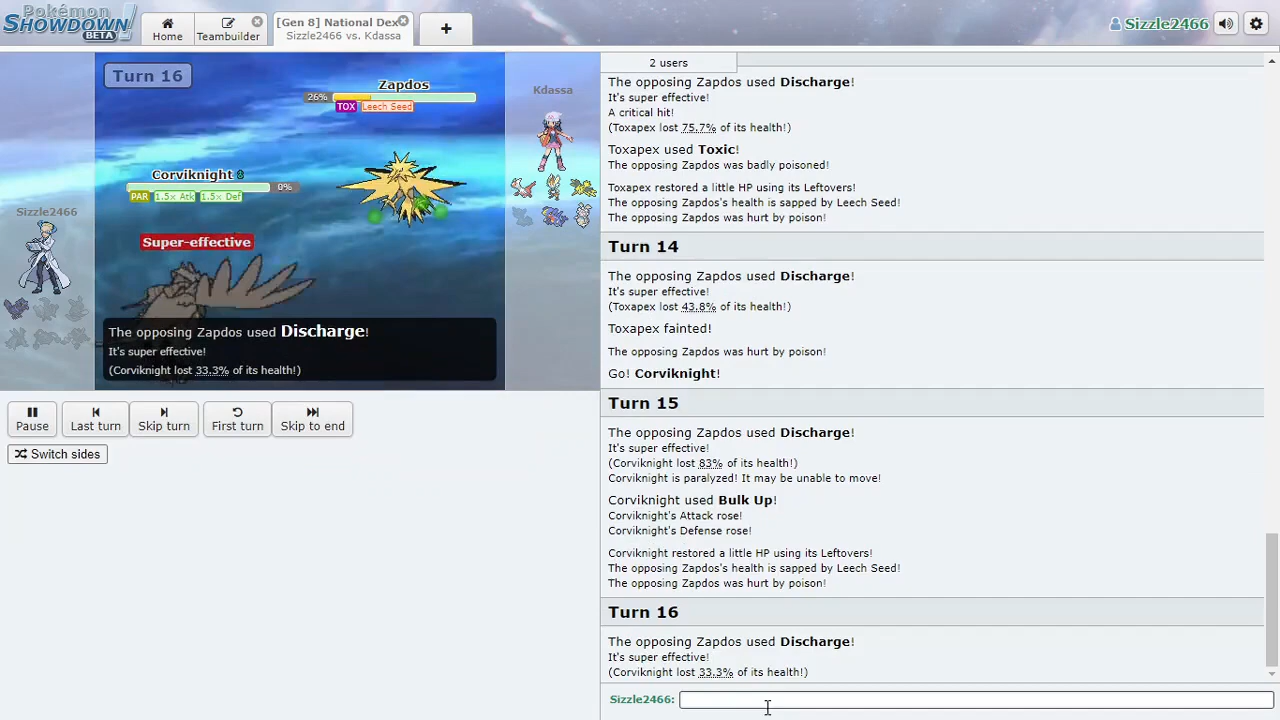 Pokémon
SHOWDOWN
BETA
Home
Teambuilder
[Gen 8] National Dex
Sizzle2466 vs. Kdassa
+
Sizzle2466
Turn 16
Zapdos
26%
TOX Leech Seed
Corviknight
0%
PAR 1.5x Atk 1.5x Def
Super-effective
The opposing Zapdos used Discharge!
It's super effective!
(Corviknight lost 33.3% of its health!)
Sizzle2466
Kdassa
Pause
Last turn
Skip turn
First turn
Skip to end
Switch sides
2 users
The opposing Zapdos used Discharge!
It's super effective!
A critical hit!
(Toxapex lost 75.7% of its health!)
Toxapex used Toxic!
The opposing Zapdos was badly poisoned!
Toxapex restored a little HP using its Leftovers!
The opposing Zapdos's health is sapped by Leech Seed!
The opposing Zapdos was hurt by poison!
Turn 14
The opposing Zapdos used Discharge!
It's super effective!
(Toxapex lost 43.8% of its health!)
Toxapex fainted!
The opposing Zapdos was hurt by poison!
Go! Corviknight!
Turn 15
The opposing Zapdos used Discharge!
It's super effective!
(Corviknight lost 83% of its health!)
Corviknight is paralyzed! It may be unable to move!
Corviknight used Bulk Up!
Corviknight's Attack rose!
Corviknight's Defense rose!
Corviknight restored a little HP using its Leftovers!
The opposing Zapdos's health is sapped by Leech Seed!
The opposing Zapdos was hurt by poison!
Turn 16
The opposing Zapdos used Discharge!
It's super effective!
(Corviknight lost 33.3% of its health!)
Sizzle2466: